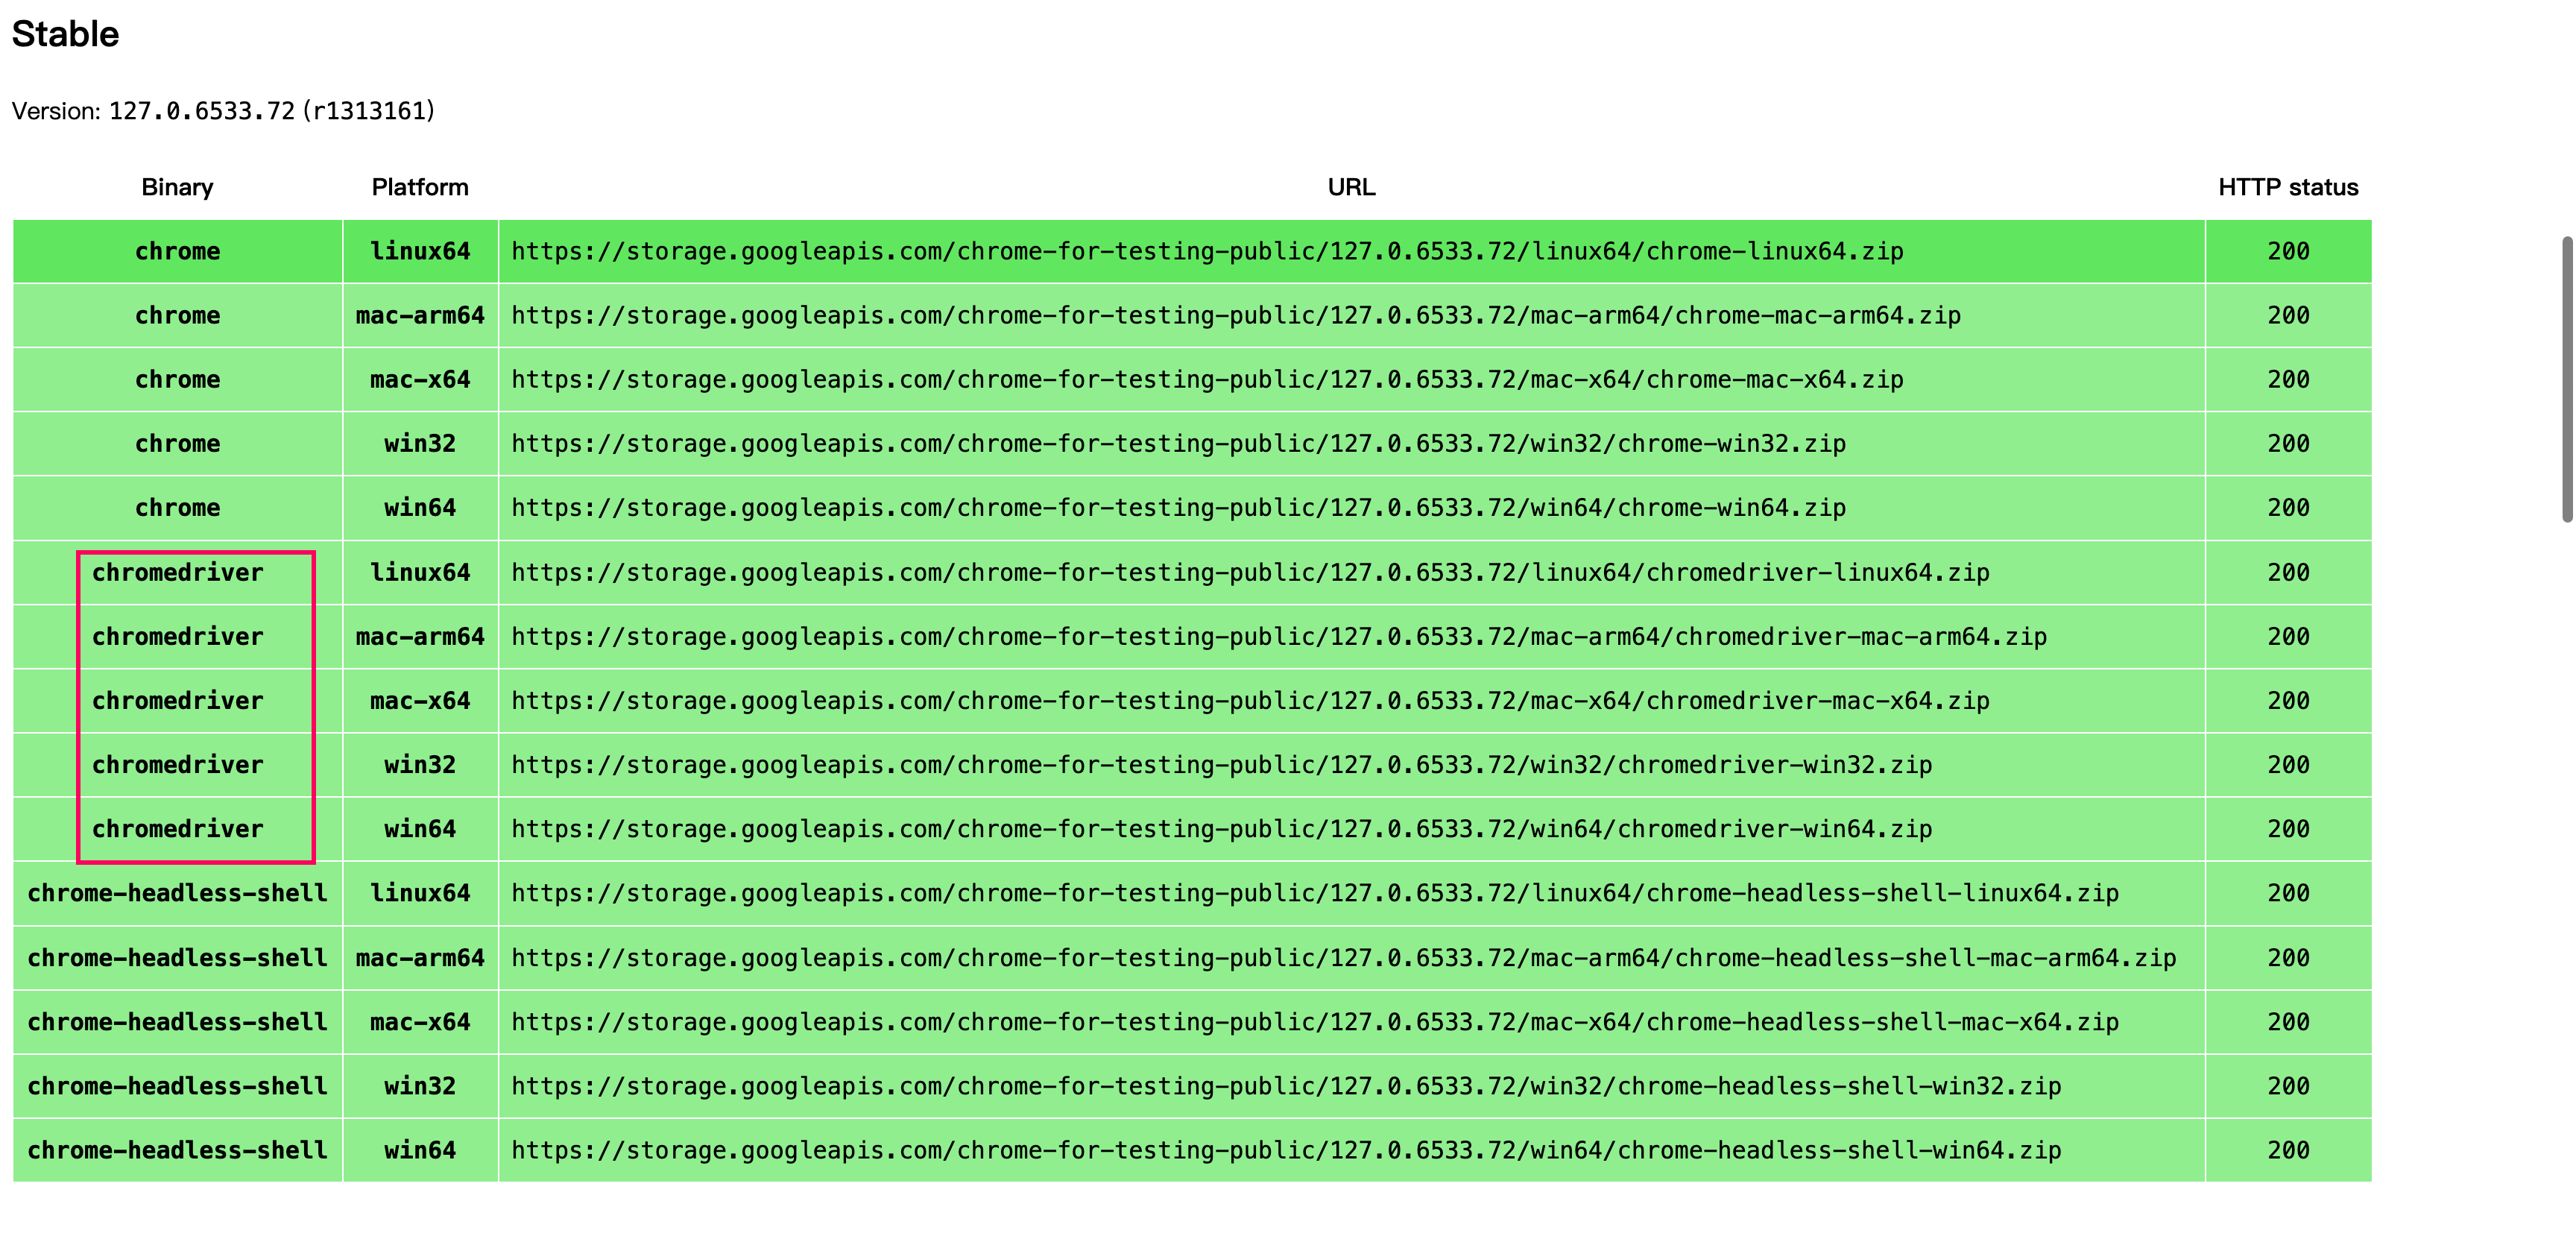 Stable
Version: 127.0.6533.72 (r1313161)
Binary Platform URL HTTP status
chrome linux64 https://storage.googleapis.com/chrome-for-testing-public/127.0.6533.72/linux64/chrome-linux64.zip 200
chrome mac-arm64 https://storage.googleapis.com/chrome-for-testing-public/127.0.6533.72/mac-arm64/chrome-mac-arm64.zip 200
chrome mac-x64 https://storage.googleapis.com/chrome-for-testing-public/127.0.6533.72/mac-x64/chrome-mac-x64.zip 200
chrome win32 https://storage.googleapis.com/chrome-for-testing-public/127.0.6533.72/win32/chrome-win32.zip 200
chrome win64 https://storage.googleapis.com/chrome-for-testing-public/127.0.6533.72/win64/chrome-win64.zip 200
chromedriver linux64 https://storage.googleapis.com/chrome-for-testing-public/127.0.6533.72/linux64/chromedriver-linux64.zip 200
chromedriver mac-arm64 https://storage.googleapis.com/chrome-for-testing-public/127.0.6533.72/mac-arm64/chromedriver-mac-arm64.zip 200
chromedriver mac-x64 https://storage.googleapis.com/chrome-for-testing-public/127.0.6533.72/mac-x64/chromedriver-mac-x64.zip 200
chromedriver win32 https://storage.googleapis.com/chrome-for-testing-public/127.0.6533.72/win32/chromedriver-win32.zip 200
chromedriver win64 https://storage.googleapis.com/chrome-for-testing-public/127.0.6533.72/win64/chromedriver-win64.zip 200
chrome-headless-shell linux64 https://storage.googleapis.com/chrome-for-testing-public/127.0.6533.72/linux64/chrome-headless-shell-linux64.zip 200
chrome-headless-shell mac-arm64 https://storage.googleapis.com/chrome-for-testing-public/127.0.6533.72/mac-arm64/chrome-headless-shell-mac-arm64.zip 200
chrome-headless-shell mac-x64 https://storage.googleapis.com/chrome-for-testing-public/127.0.6533.72/mac-x64/chrome-headless-shell-mac-x64.zip 200
chrome-headless-shell win32 https://storage.googleapis.com/chrome-for-testing-public/127.0.6533.72/win32/chrome-headless-shell-win32.zip 200
chrome-headless-shell win64 https://storage.googleapis.com/chrome-for-testing-public/127.0.6533.72/win64/chrome-headless-shell-win64.zip 200